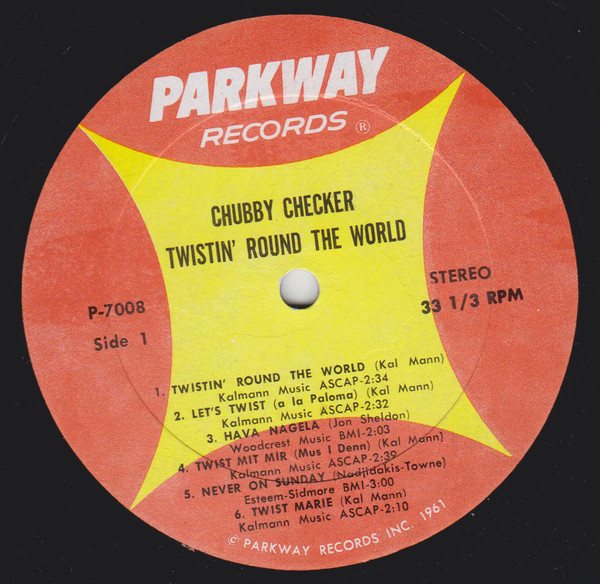 PARKWAY
RECORDS ®
CHUBBY CHECKER
TWISTIN' ROUND THE WORLD
P-7008
Side 1
STEREO
33 1/3 RPM
1. TWISTIN' ROUND THE WORLD (Kal Mann)
Kalmann Music ASCAP-2:34
2. LET'S TWIST (a la Paloma) (Kal Mann)
Kalmann Music ASCAP-2:32
3. HAVA NAGELA (Jon Sheldon)
Woodcrest Music BMI-2:03
4. TWIST MIT MIR (Mus I Denn) (Kal Mann)
Kalmann Music ASCAP-2:39
5. NEVER ON SUNDAY (Nadjidakis-Towne)
Esteem-Sidmore BMI-3:00
6. TWIST MARIE (Kal Mann)
Kalmann Music ASCAP-2:10
© PARKWAY RECORDS INC. 1961